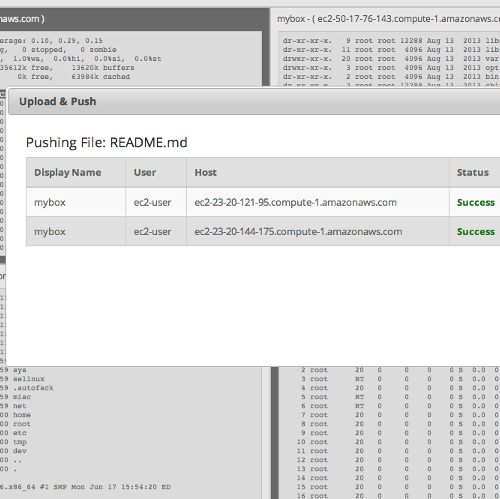 naws.com )
mybox - ( ec2-50-17-76-143.compute-1.amazonaws.c
erage: 0.10, 0.29, 0.15
g, 0 stopped, 0 zombie
, 1.0%wa, 0.0%hi, 0.0%si, 0.0%st
35612k free, 13620k buffers
0k free, 63984k cached
dr-xr-xr-x. 9 root root 12288 Aug 13 2013 lib
dr-xr-xr-x. 11 root root 4096 Aug 13 2013 lib
drwxr-xr-x. 20 root root 4096 Aug 13 2013 var
dr-xr-xr-x. 3 root root 4096 Aug 13 2013 opt
dr-xr-xr-x. 2 root root 4096 Aug 13 2013 bin
Upload & Push
Pushing File: README.md
Display Name User Host Status
mybox ec2-user ec2-23-20-121-95.compute-1.amazonaws.com Success
mybox ec2-user ec2-23-20-144-175.compute-1.amazonaws.com Success
59 sys
59 selinux
59 .autofsck
59 misc
59 net
00 home
00 root
00 etc
00 tmp
00 dev
00 ..
00 .
6.x86_64 #1 SMP Mon Jun 17 15:54:20 ED
2 root 20 0 0 0 0 S 0.0 0
3 root RT 0 0 0 0 S 0.0 0
4 root 20 0 0 0 0 S 0.0 0
5 root RT 0 0 0 0 S 0.0 0
6 root RT 0 0 0 0 S 0.0 0
7 root 20 0 0 0 0 S 0.0 0
8 root 20 0 0 0 0 S 0.0 0
9 root 20 0 0 0 0 S 0.0 0
10 root 20 0 0 0 0 S 0.0 0
11 root 20 0 0 0 0 S 0.0 0
12 root 20 0 0 0 0 S 0.0 0
13 root 20 0 0 0 0 S 0.0 0
14 root 20 0 0 0 0 S 0.0 0
15 root 20 0 0 0 0 S 0.0 0
16 root 20 0 0 0 0 S 0.0 0